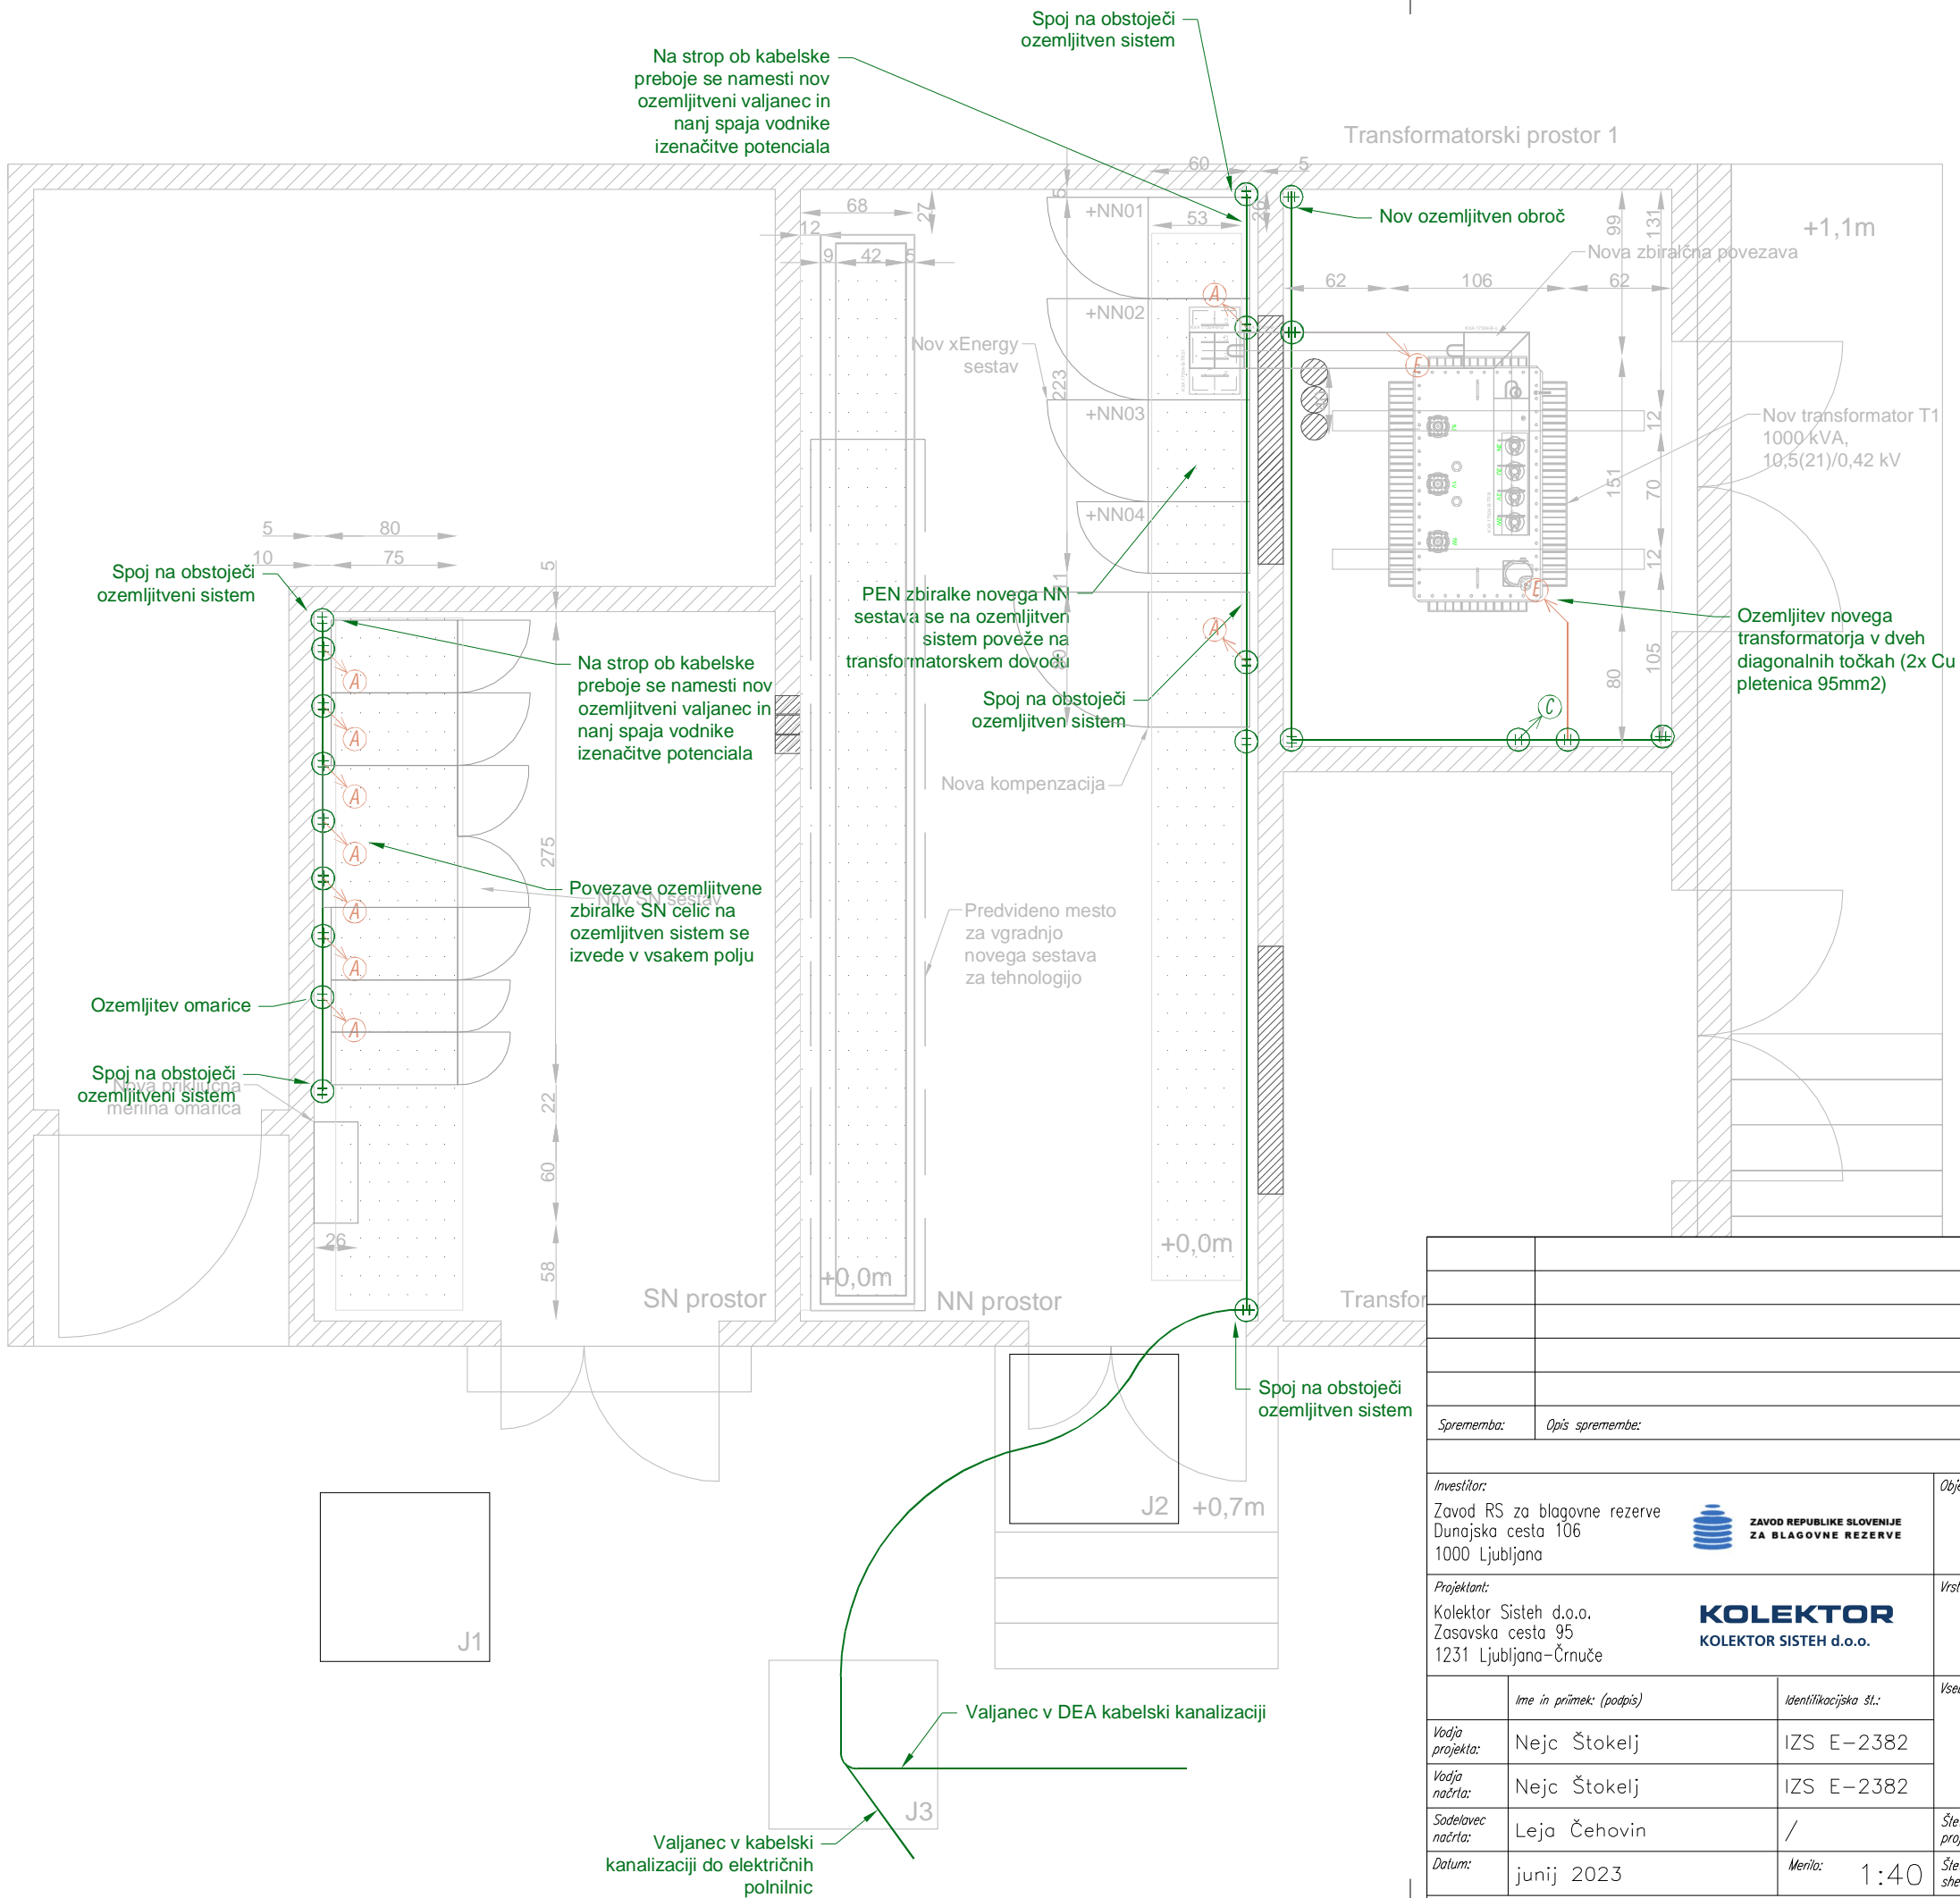 Spoj na obstoječi
ozemljitven sistem
Na strop ob kabelske
preboje se namesti nov
ozemljitveni valjanec in
nanj spaja vodnike
izenačitve potenciala
Transformatorski prostor 1
60
5
5
68
27
12
9
42
5
+NN01
53
26
Nov ozemljitven obroč
99
131
+1,1m
Nova zbiralčna povezava
62
106
62
A
+NN02
Nov xEnergy
sestav
223
E
+NN03
12
Nov transformator T1
1000 kVA,
10,5(21)/0,42 kV
151
70
+NN04
5
80
10
75
5
Spoj na obstoječi
ozemljitveni sistem
11
12
E
PEN zbiralke novega NN
sestava se na ozemljitven
sistem poveže na
transformatorskem dovodu
A
80
105
Ozemljitev novega
transformatorja v dveh
diagonalnih točkah (2x Cu
pletenica 95mm2)
Na strop ob kabelske
preboje se namesti nov
ozemljitveni valjanec in
nanj spaja vodnike
izenačitve potenciala
A
A
A
A
A
A
A
Spoj na obstoječi
ozemljitven sistem
C
Nova kompenzacija
275
Povezave ozemljitvene
zbiralke SN celic na
ozemljitven sistem se
izvede v vsakem polju
Nov SN sestav
Predvideno mesto
za vgradnjo
novega sestava
za tehnologijo
Ozemljitev omarice
Spoj na obstoječi
ozemljitveni sistem
Nova priključna
merilna omarica
22
60
26
58
+0,0m
+0,0m
SN prostor
NN prostor
Spoj na obstoječi
ozemljitven sistem
J1
J2
+0,7m
J3
Valjanec v DEA kabelski kanalizaciji
Valjanec v kabelski
kanalizaciji do električnih
polnilnic
Sprememba:
Opis spremembe:
Investitor:
Zavod RS za blagovne rezerve
Dunajska cesta 106
1000 Ljubljana
ZAVOD REPUBLIKE SLOVENIJE
ZA BLAGOVNE REZERVE
Projektant:
Kolektor Sisteh d.o.o.
Zasavska cesta 95
1231 Ljubljana-Črnuče
KOLEKTOR
KOLEKTOR SISTEH d.o.o.
Ime in priimek: (podpis)
Identifikacijska št.:
Vodja
projekta:
Nejc Štokelj
IZS E-2382
Vodja
načrta:
Nejc Štokelj
IZS E-2382
Sodelavec
načrta:
Leja Čehovin
/
Datum:
junij 2023
Merilo:
1:40